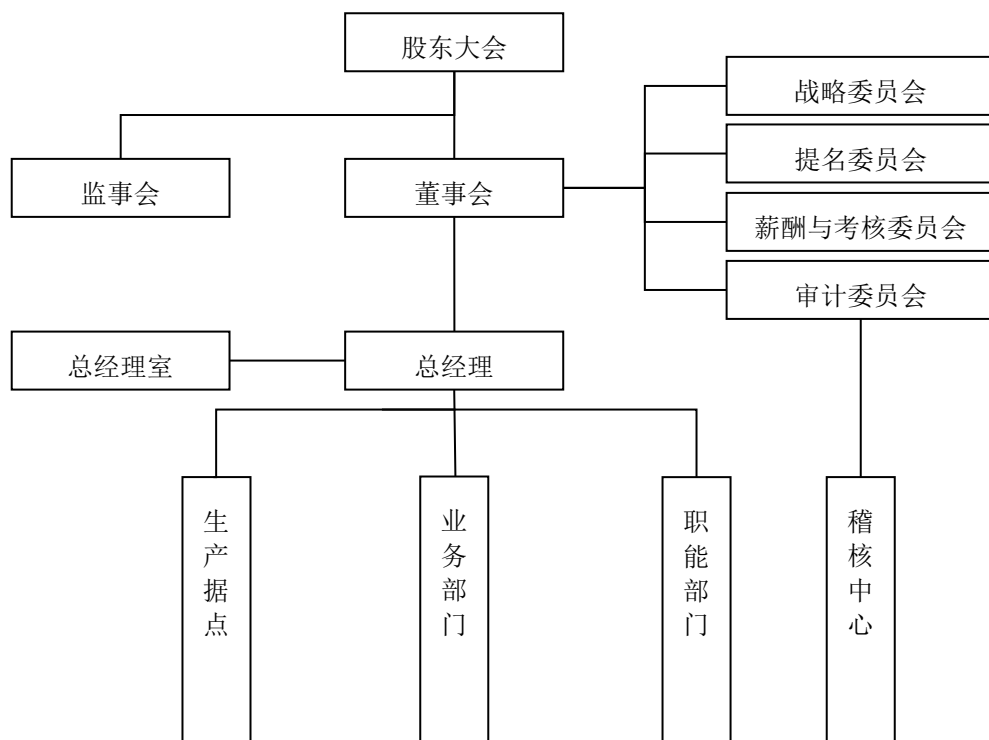 股东大会
战略委员会
提名委员会
监事会
董事会
薪酬与考核委员会
审计委员会
总经理室
总经理
生产据点
业务部门
职能部门
稽核中心